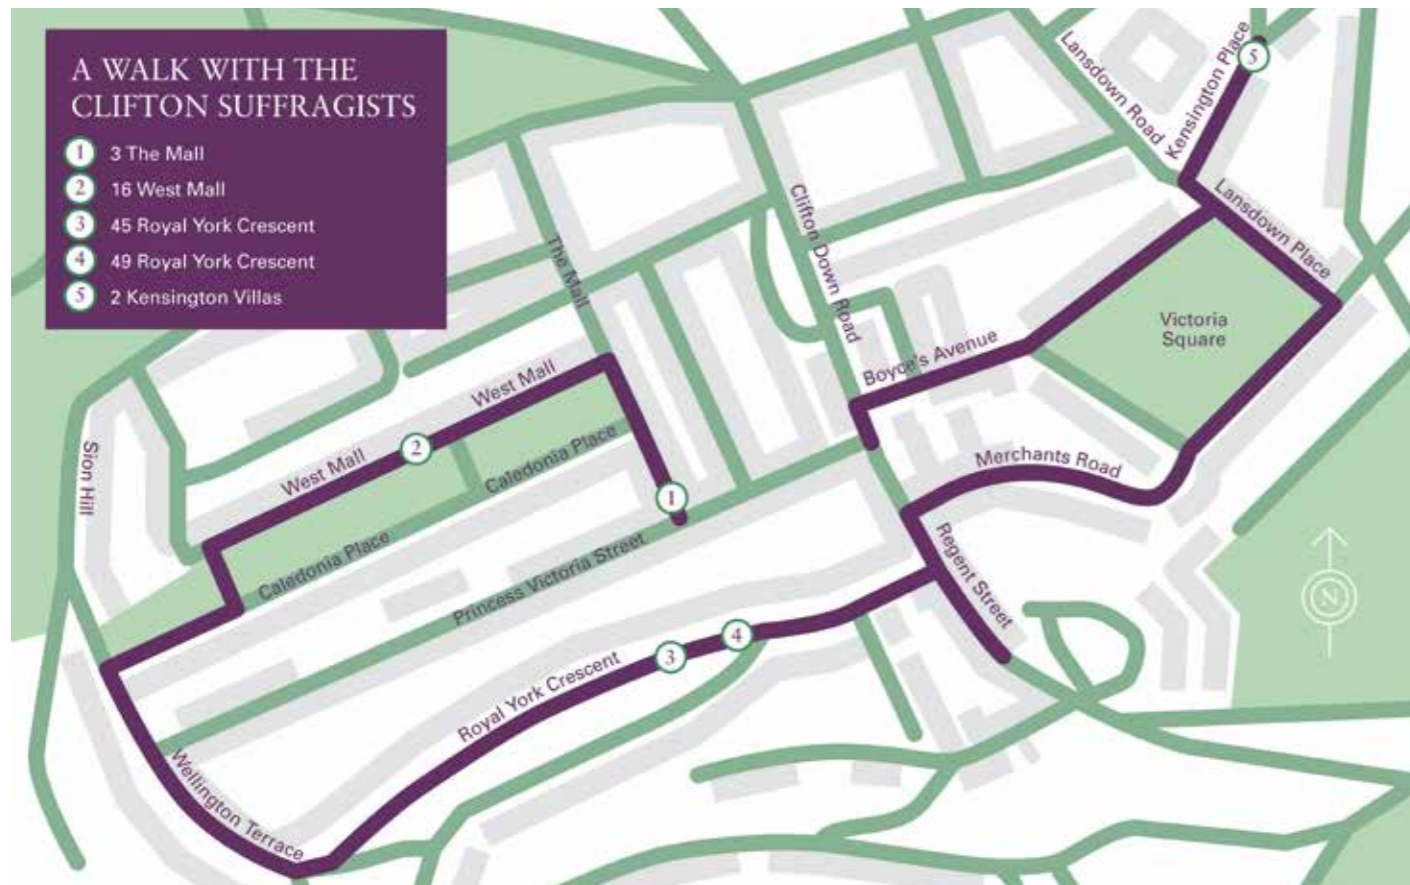 A WALK WITH THE
CLIFTON SUFFRAGISTS
1 3 The Mall
2 16 West Mall
3 45 Royal York Crescent
4 49 Royal York Crescent
5 2 Kensington Villas
Lansdown Road
Kensington Place
5
Lansdown Place
Clifton Down Road
The Mall
Victoria
Square
Boyce's Avenue
West Mall
2
West Mall
Caledonia Place
Sion Hill
Merchants Road
1
Caledonia Place
Princess Victoria Street
Regent Street
N
4
3
Royal York Crescent
Wellington Terrace